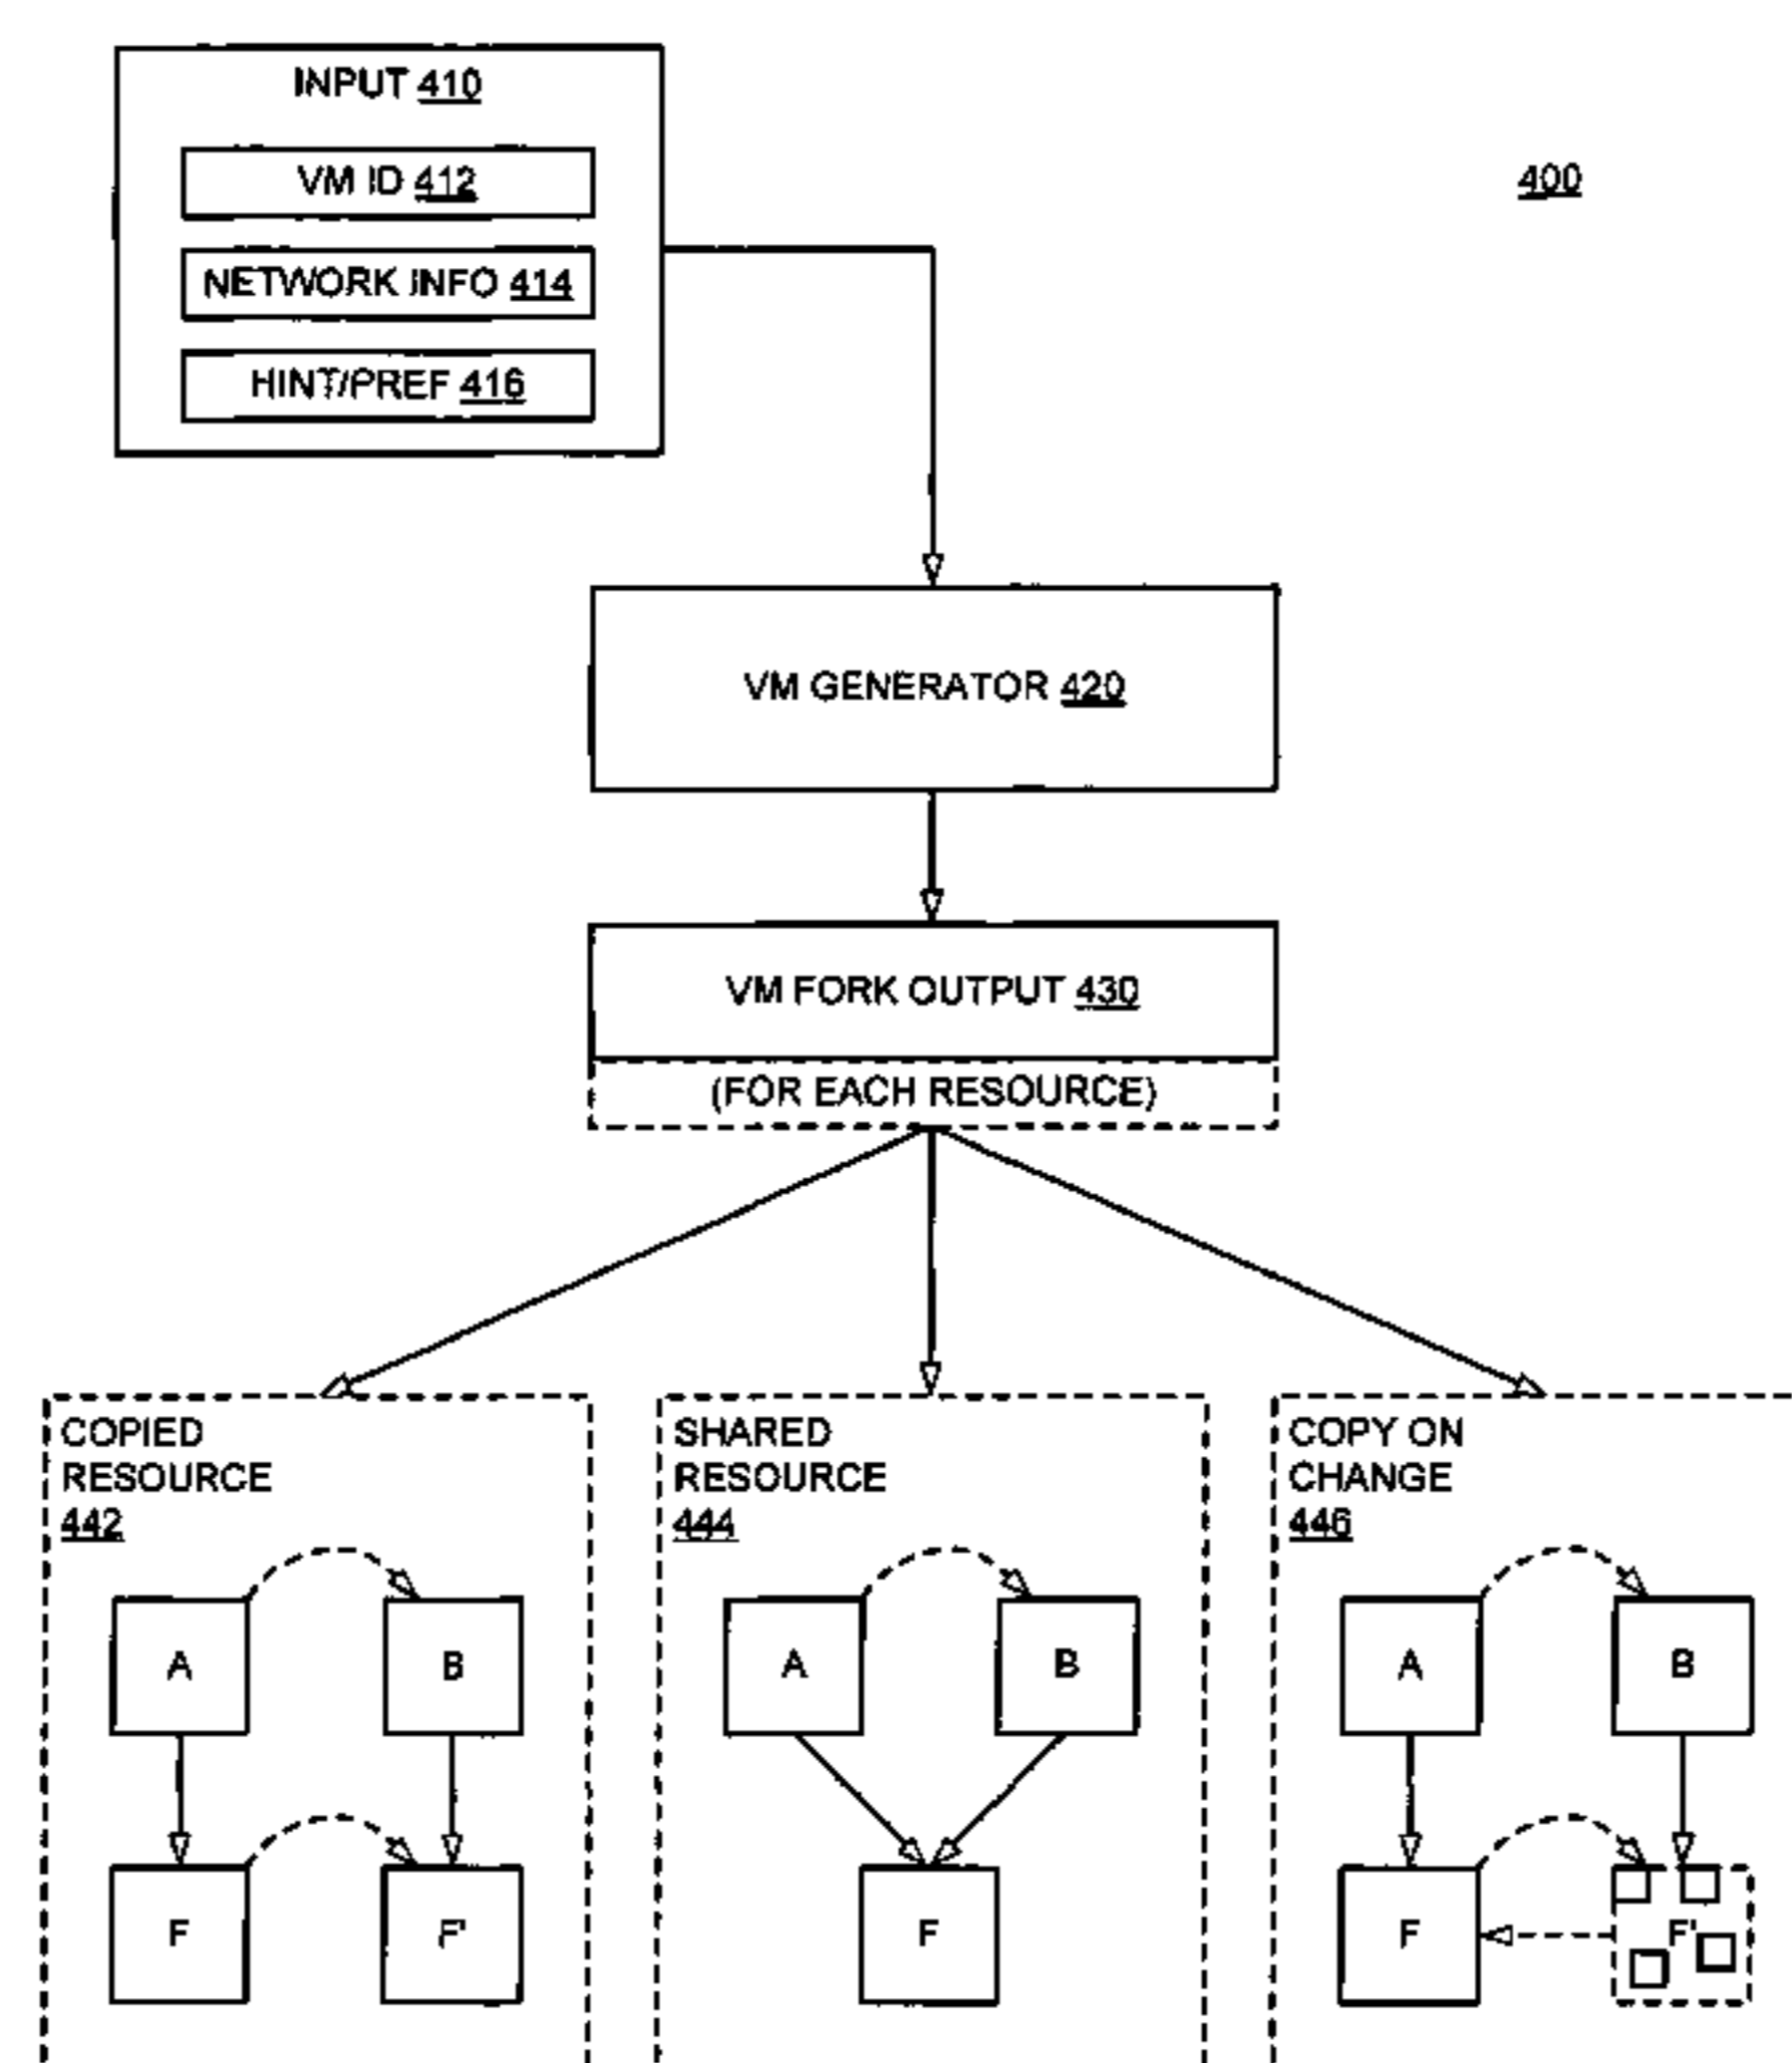 INPUT 410
VM ID 412
NETWORK INFO 414
HINT/PREF 416
400
VM GENERATOR 420
VM FORK OUTPUT 430
(FOR EACH RESOURCE)
COPIED
RESOURCE
442
A
B
F
F'
SHARED
RESOURCE
444
A
B
F
COPY ON
CHANGE
446
A
B
F
F'